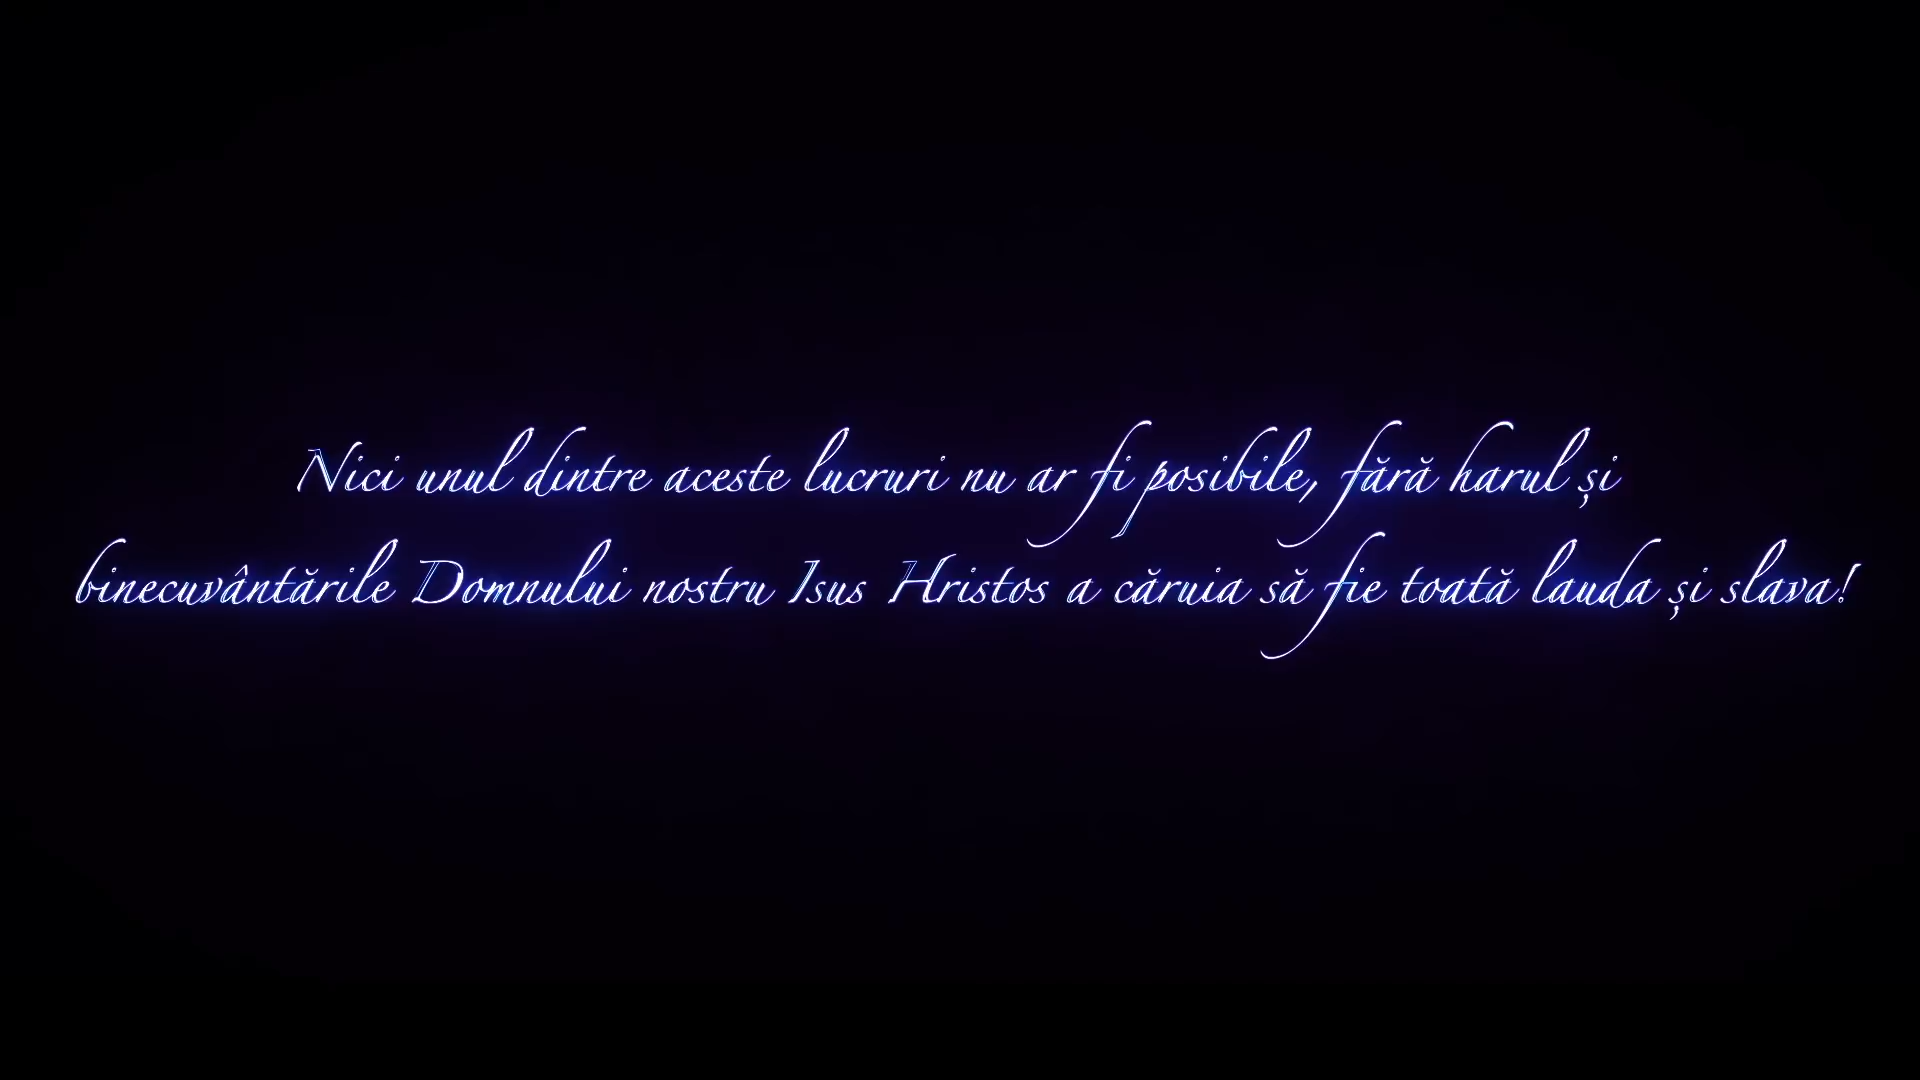 Nici unul dintre aceste lucruri nu ar fi posibile, fără harul și
binecuvântările Domnului nostru Isus Hristos a căruia să fie toată lauda și slava!